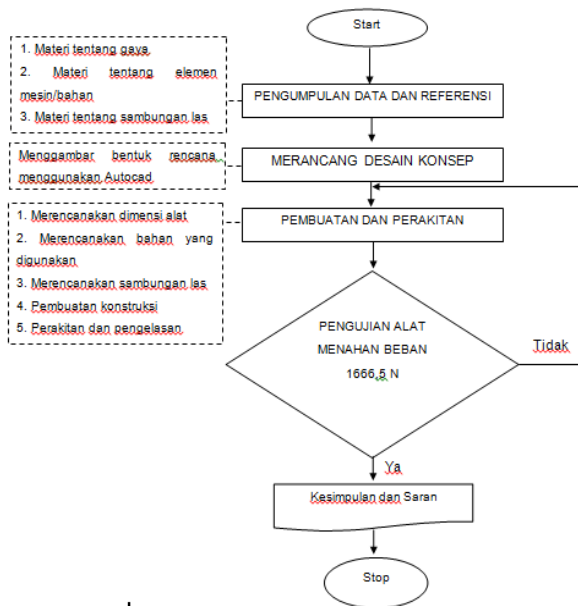 Start
1. Materi tentang gaya
2. Materi tentang elemen
mesin/bahan
3. Materi tentang sambungan las
PENGUMPULAN DATA DAN REFERENSI
Menggambar bentuk rencana
menggunakan Autocad
MERANCANG DESAIN KONSEP
1. Merencanakan dimensi alat
2. Merencanakan bahan yang
digunakan
3. Merencanakan sambungan las
4. Pembuatan konstruksi
5. Perakitan dan pengelasan
PEMBUATAN DAN PERAKITAN
PENGUJIAN ALAT
MENAHAN BEBAN
1666,5 N
Tidak
Ya
Kesimpulan dan Saran
Stop